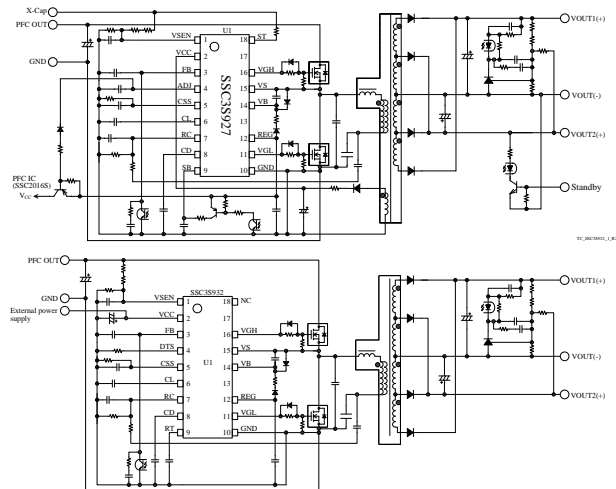 X-Cap
PFC OUT
GND
PFC IC
(SSC2016S)
VCC
U1
SSC3S927
VSEN 1
VCC 2
FB 3
ADJ 4
CSS 5
CL 6
RC 7
CD 8
SB 9
18 ST
17
16 VGH
15 VS
14 VB
13
12 REG
11 VGL
10 GND
VOUT1(+)
VOUT(-)
VOUT2(+)
Standby
PFC OUT
GND
External power
supply
SSC3S932
U1
VSEN 1
VCC 2
FB 3
DTS 4
CSS 5
CL 6
RC 7
CD 8
RT 9
18 NC
17
16 VGH
15 VS
14 VB
13
12 REG
11 VGL
10 GND
VOUT1(+)
VOUT(-)
VOUT2(+)